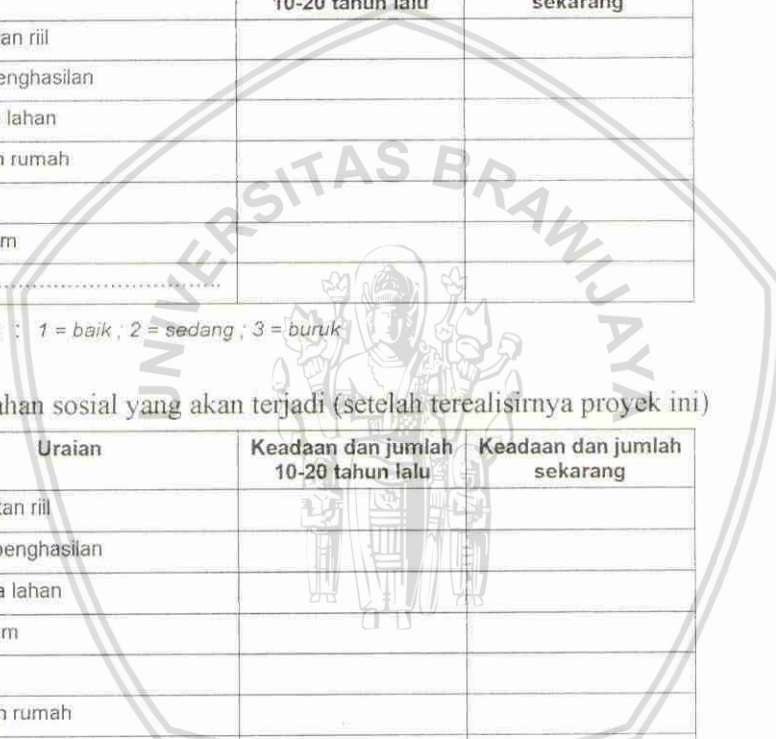 10-20 tahun lalu sekarang
an riil
enghasilan
lahan
rumah
m
........................................
: 1 = baik ; 2 = sedang ; 3 = buruk
UNIVERSITAS BRAWIJAYA
ahan sosial yang akan terjadi (setelah terealisirnya proyek ini)
Uraian Keadaan dan jumlah 10-20 tahun lalu Keadaan dan jumlah sekarang
an riil
penghasilan
a lahan
m
n rumah